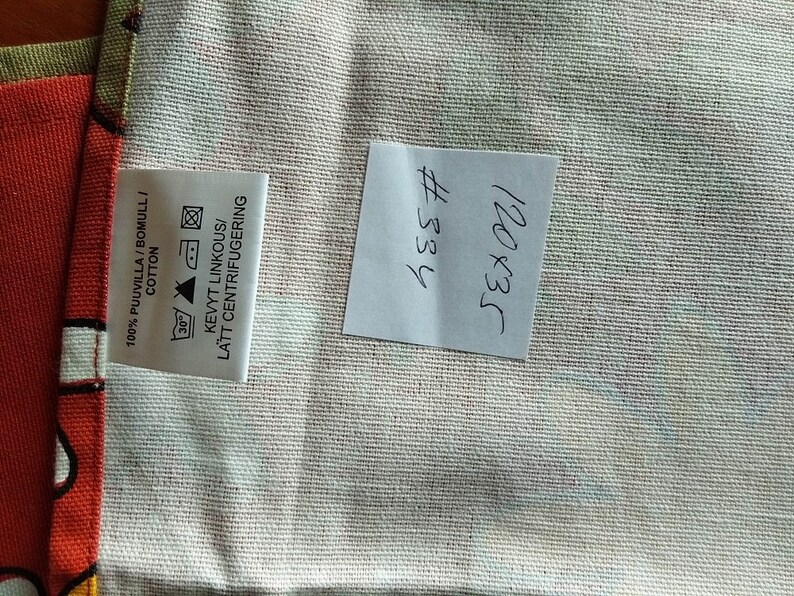 100% PUUVILLA / BOMULL /
COTTON
30°
KEVYT LINKOUS/
LÄTT CENTRIFUGERING
120x35
#334